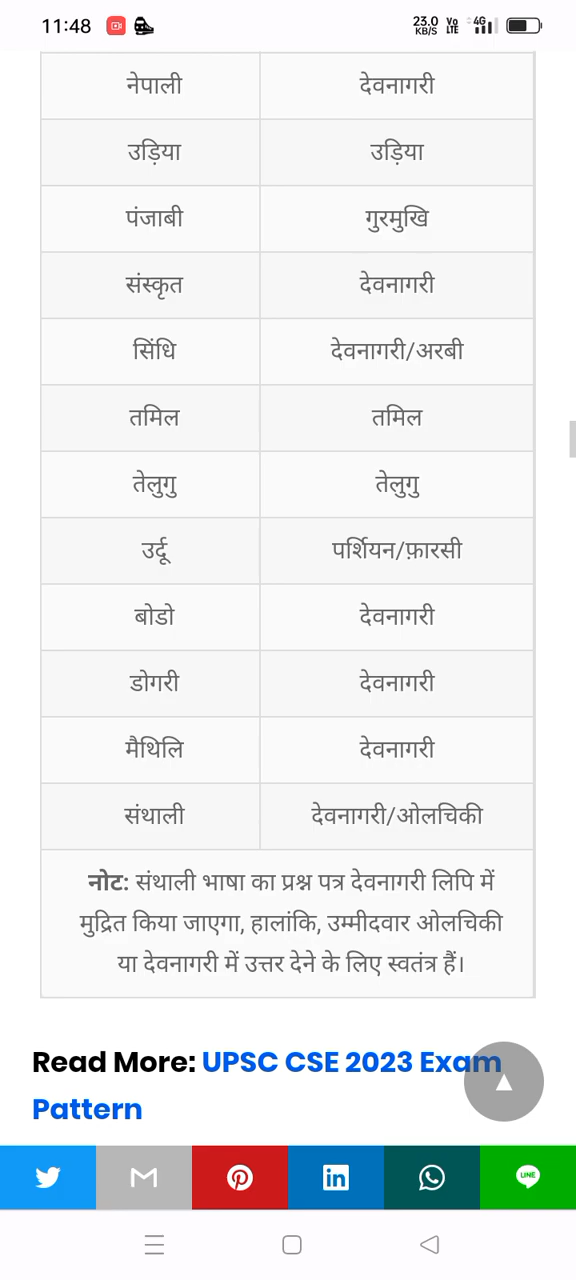 11:48 23.0 KB/S Vo LTE 4G
नेपाली देवनागरी
उड़िया उड़िया
पंजाबी गुरमुखि
संस्कृत देवनागरी
सिंधि देवनागरी/अरबी
तमिल तमिल
तेलुगु तेलुगु
उर्दू पर्शियन/फ़ारसी
बोडो देवनागरी
डोगरी देवनागरी
मैथिलि देवनागरी
संथाली देवनागरी/ओलचिकी
नोट: संथाली भाषा का प्रश्न पत्र देवनागरी लिपि में
मुद्रित किया जाएगा, हालांकि, उम्मीदवार ओलचिकी
या देवनागरी में उत्तर देने के लिए स्वतंत्र हैं।
Read More: UPSC CSE 2023 Exam
Pattern
LINE